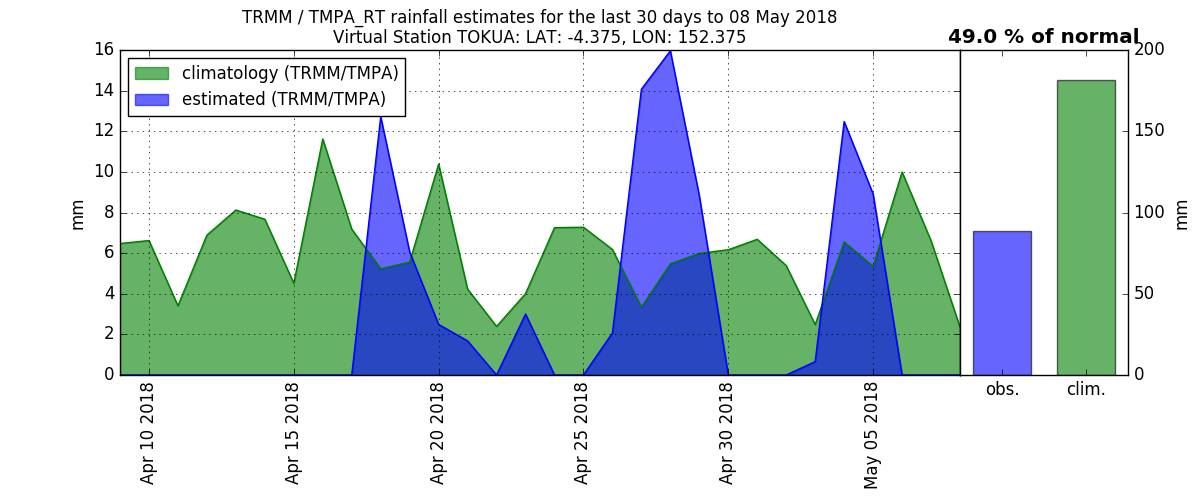 TRMM / TMPA_RT rainfall estimates for the last 30 days to 08 May 2018
Virtual Station TOKUA: LAT: -4.375, LON: 152.375
49.0 % of normal
climatology (TRMM/TMPA)
estimated (TRMM/TMPA)
mm
16
14
12
10
8
6
4
2
0
Apr 10 2018
Apr 15 2018
Apr 20 2018
Apr 25 2018
Apr 30 2018
May 05 2018
obs.
clim.
200
150
100
50
0
mm